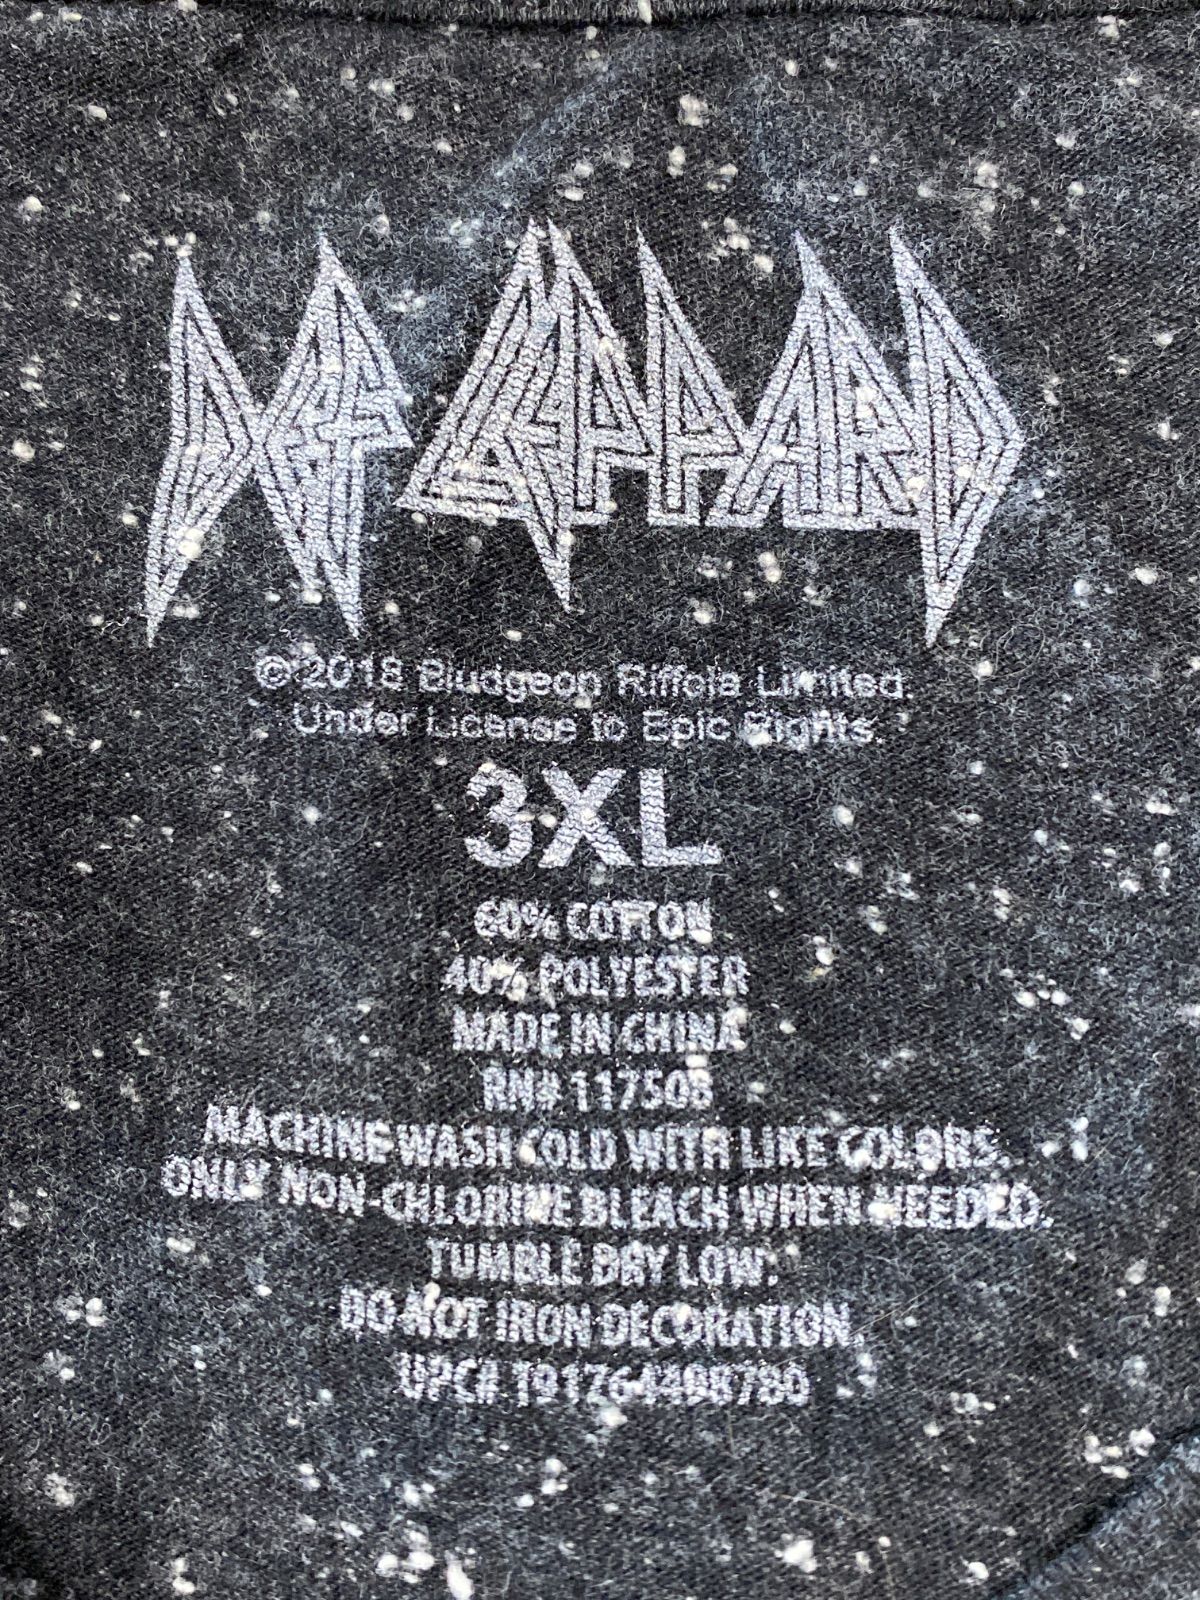 DEF LEPPARD
©2018 Bludgeon Riffola Limited.
Under License to Epic Rights.
3XL
60% COTTON
40% POLYESTER
MADE IN CHINA
RN# 117508
MACHINE WASH COLD WITH LIKE COLORS.
ONLY NON-CHLORINE BLEACH WHEN NEEDED.
TUMBLE DRY LOW.
DO NOT IRON DECORATION.
UPC#